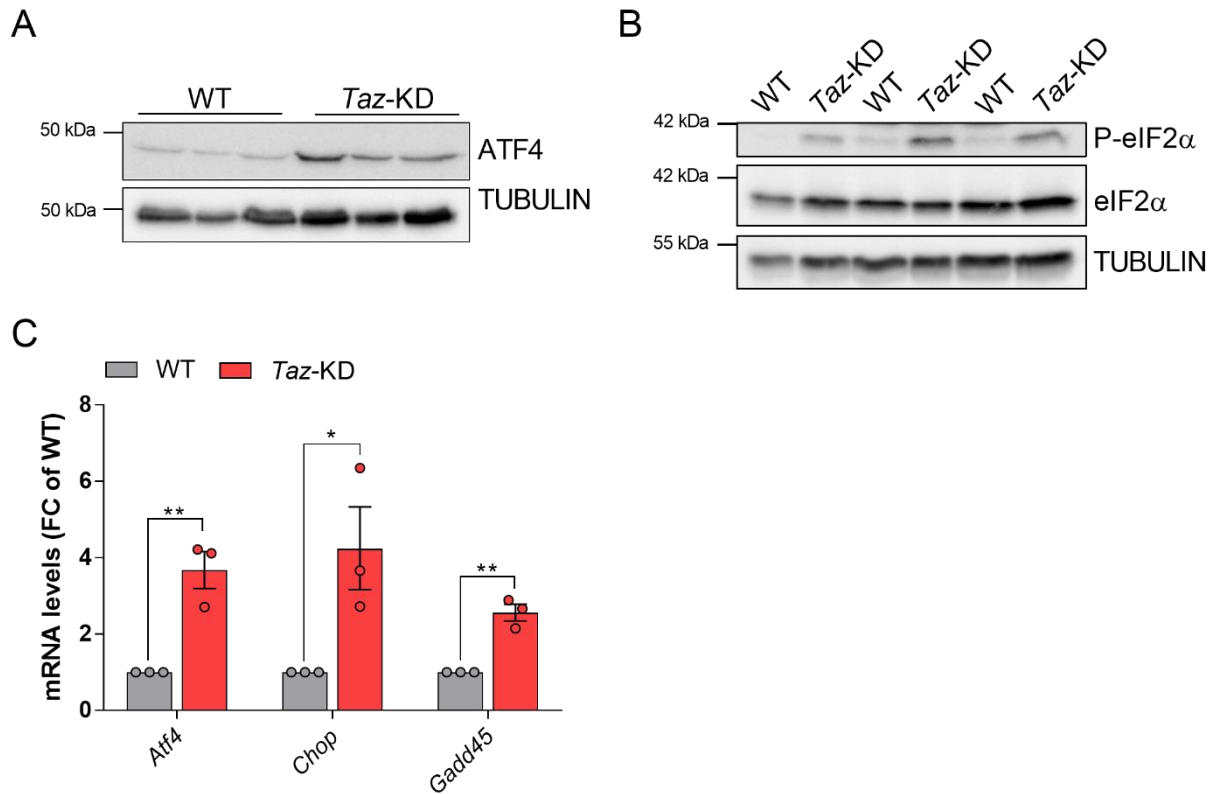 A
WT Taz-KD
50 kDa
ATF4
50 kDa
TUBULIN
B
WT Taz-KD WT Taz-KD WT Taz-KD
42 kDa
P-eIF2α
42 kDa
eIF2α
55 kDa
TUBULIN
C
WT Taz-KD
mRNA levels (FC of WT)
8
6
4
2
0
**
*
**
Atf4 Chop Gadd45